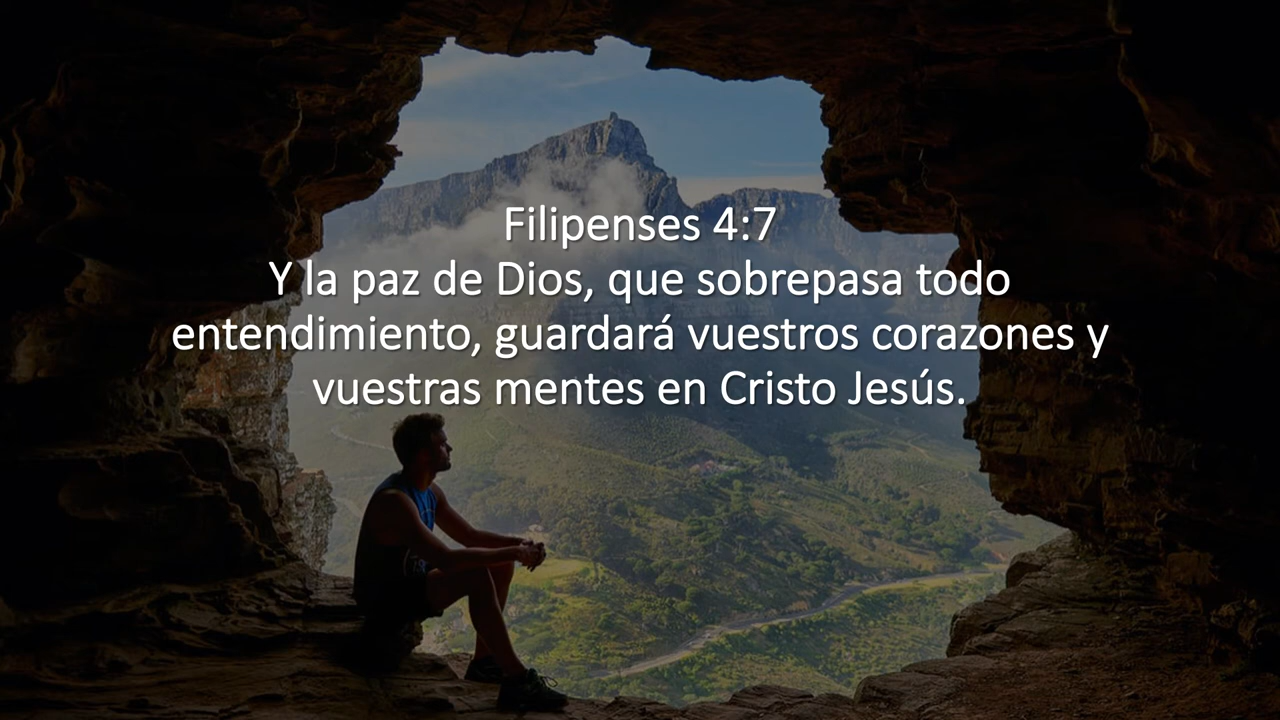 Filipenses 4:7
Y la paz de Dios, que sobrepasa todo
entendimiento, guardará vuestros corazones y
vuestras mentes en Cristo Jesús.